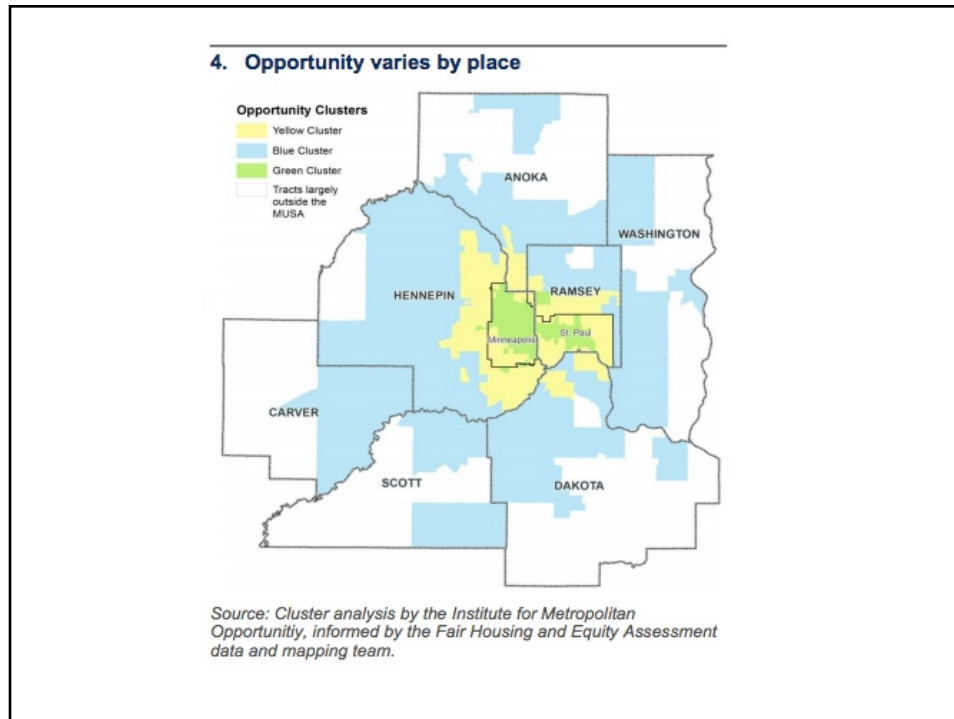 4. Opportunity varies by place
Opportunity Clusters
Yellow Cluster
Blue Cluster
Green Cluster
Tracts largely
outside the
MUSA
ANOKA
WASHINGTON
HENNEPIN
RAMSEY
Minneapolis
St. Paul
CARVER
SCOTT
DAKOTA
Source: Cluster analysis by the Institute for Metropolitan
Opportunitiy, informed by the Fair Housing and Equity Assessment
data and mapping team.